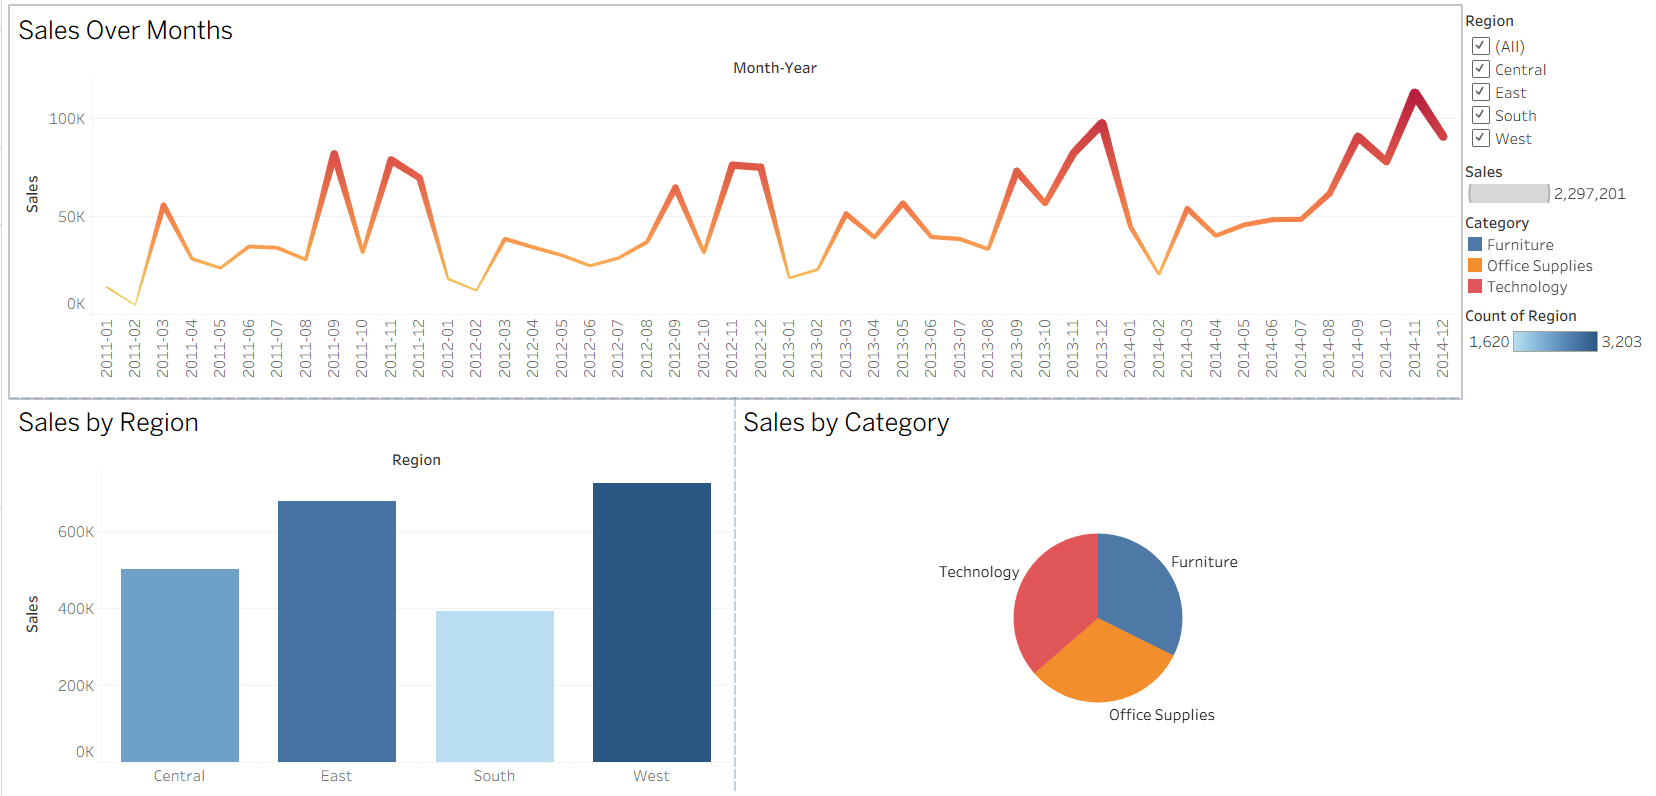 Sales Over Months
Month-Year
Sales
100K
50K
0K
2011-01
2011-02
2011-03
2011-04
2011-05
2011-06
2011-07
2011-08
2011-09
2011-10
2011-11
2011-12
2012-01
2012-02
2012-03
2012-04
2012-05
2012-06
2012-07
2012-08
2012-09
2012-10
2012-11
2012-12
2013-01
2013-02
2013-03
2013-04
2013-05
2013-06
2013-07
2013-08
2013-09
2013-10
2013-11
2013-12
2014-01
2014-02
2014-03
2014-04
2014-05
2014-06
2014-07
2014-08
2014-09
2014-10
2014-11
2014-12
Region
(All)
Central
East
South
West
Sales
2,297,201
Category
Furniture
Office Supplies
Technology
Count of Region
1,620 3,203
Sales by Region
Region
Sales
600K
400K
200K
0K
Central East South West
Sales by Category
Furniture
Technology
Office Supplies